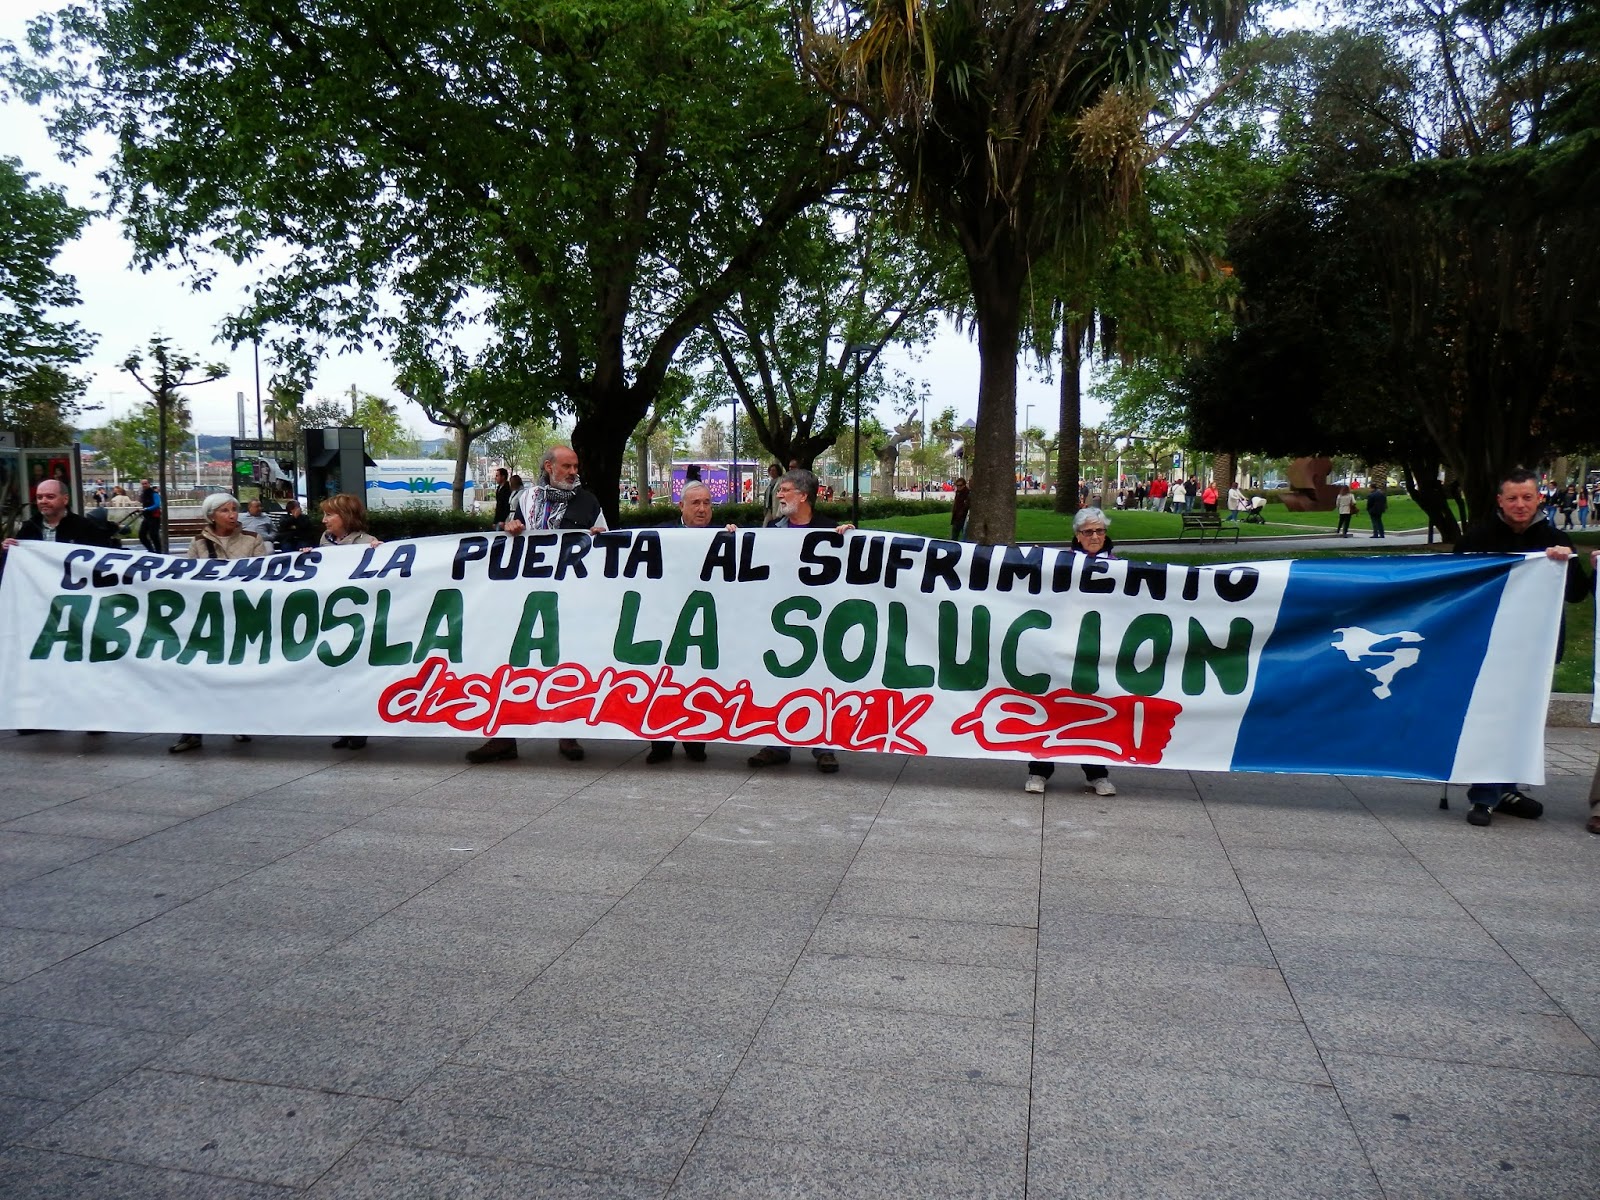 CERREMOS LA PUERTA AL SUFRIMIENTO
ABRAMOSLA A LA SOLUCION
dispertsiorik ez!